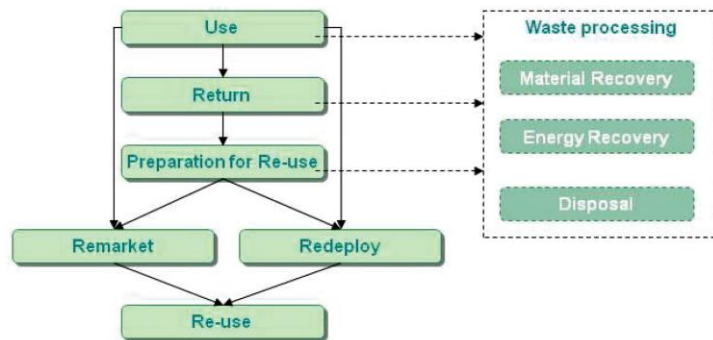 Use
Return
Preparation for Re-use
Remarket
Redeploy
Re-use
Waste processing
Material Recovery
Energy Recovery
Disposal